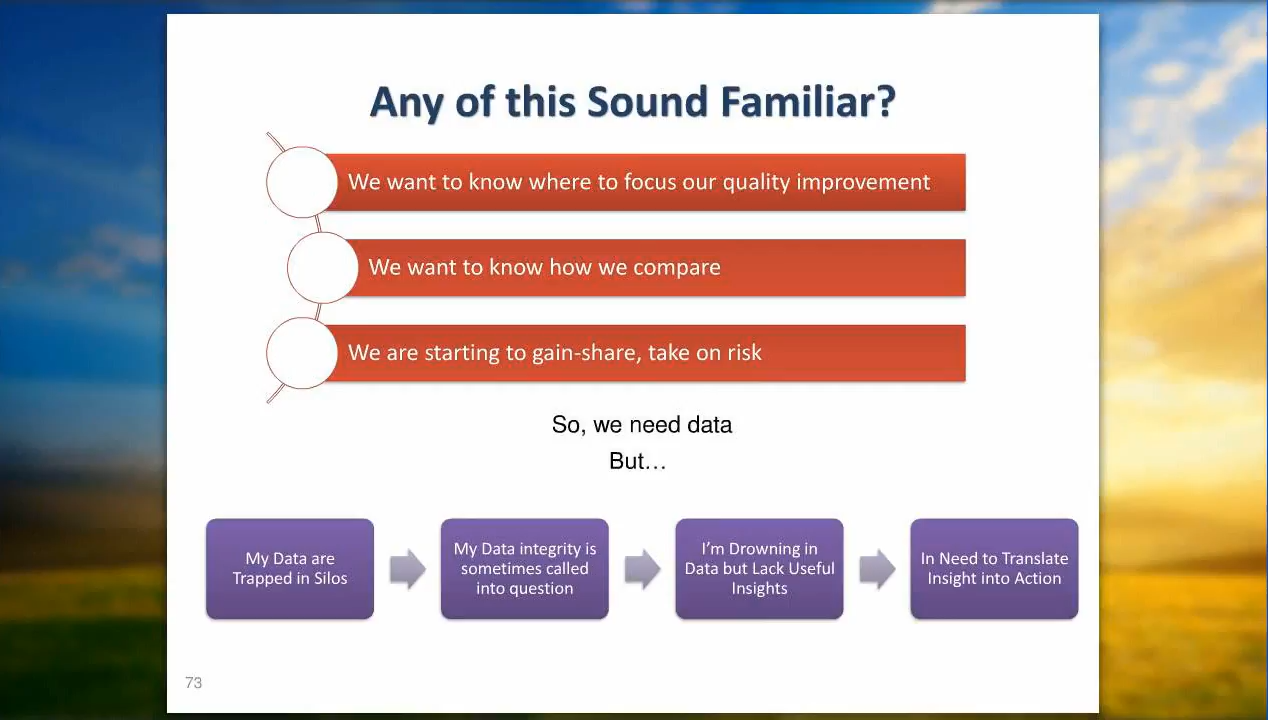 Any of this Sound Familiar?
We want to know where to focus our quality improvement
We want to know how we compare
We are starting to gain-share, take on risk
So, we need data
But…
My Data are
Trapped in Silos
My Data integrity is
sometimes called
into question
I'm Drowning in
Data but Lack Useful
Insights
In Need to Translate
Insight into Action
73